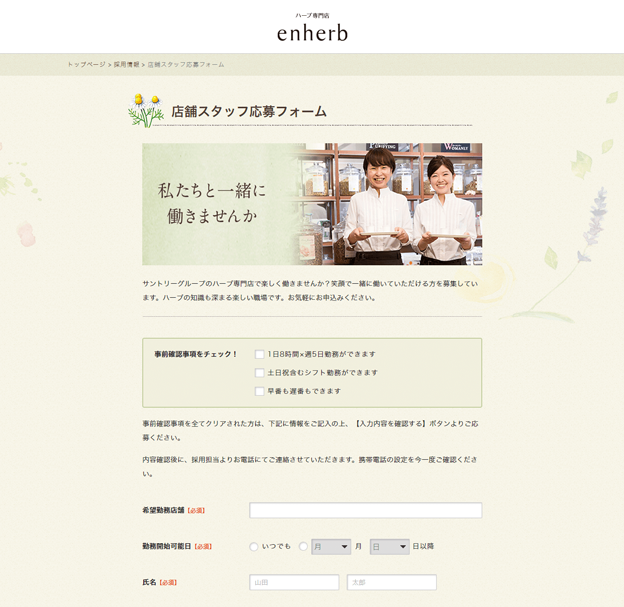 ハーブ専門店
enherb
トップページ > 採用情報 > 店舗スタッフ応募フォーム
店舗スタッフ応募フォーム
PURIFYING
WOMANLY
私たちと一緒に
働きませんか
サントリーグループのハーブ専門店で楽しく働きませんか？笑顔で一緒に働いていただける方を募集してい
ます。ハーブの知識も深まる楽しい職場です。お気軽にお申込みください。
事前確認事項をチェック！
1日8時間×週5日勤務ができます
土日祝含むシフト勤務ができます
早番も遅番もできます
事前確認事項を全てクリアされた方は、下記に情報をご記入の上、【入力内容を確認する】ボタンよりご応
募ください。
内容確認後に、採用担当よりお電話にてご連絡させていただきます。携帯電話の設定を今一度ご確認くださ
い。
希望勤務店舗【必須】
勤務開始可能日【必須】 いつでも 月 月 日 日以降
氏名【必須】 山田 太郎